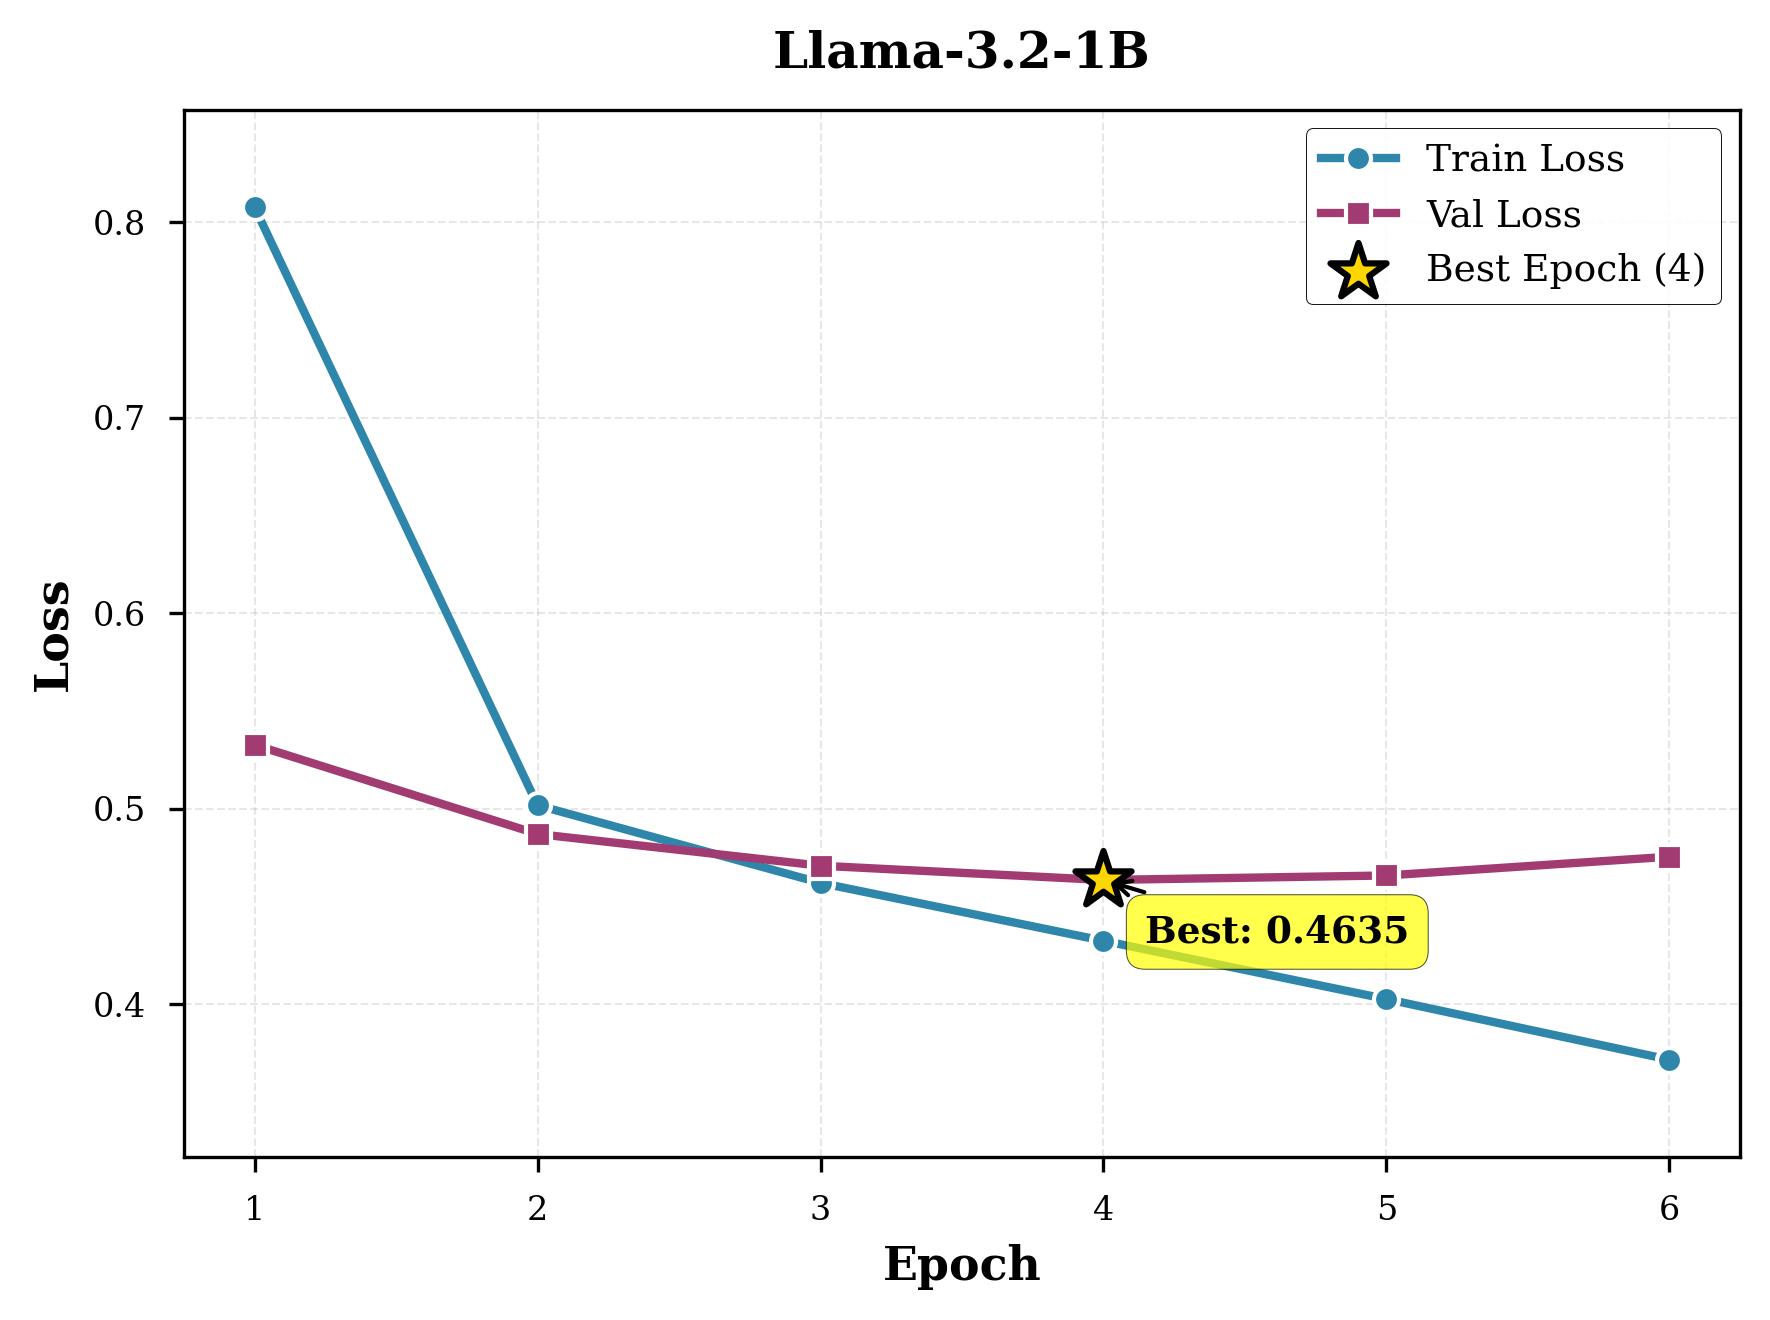 Llama-3.2-1B
Train Loss
Val Loss
Best Epoch (4)
Loss
0.8
0.7
0.6
0.5
0.4
Best: 0.4635
1 2 3 4 5 6
Epoch